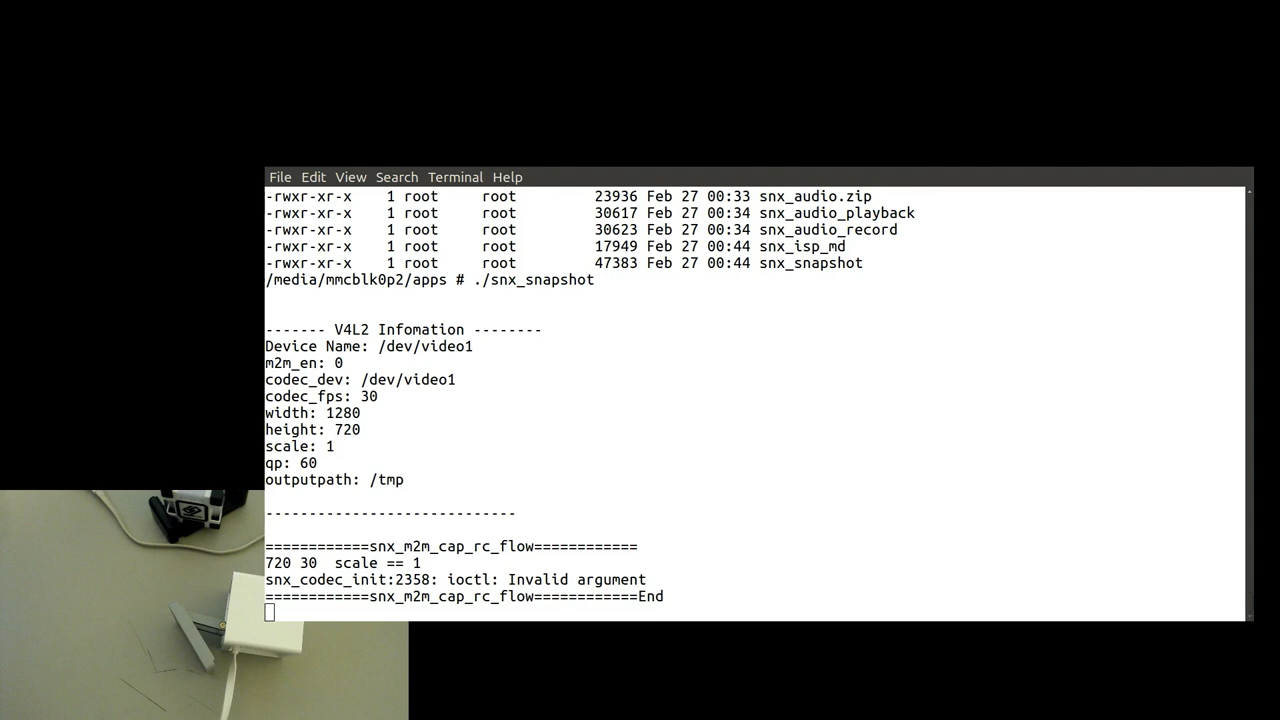 File Edit View Search Terminal Help
-rwxr-xr-x    1 root     root         23936 Feb 27 00:33 snx_audio.zip
-rwxr-xr-x    1 root     root         30617 Feb 27 00:34 snx_audio_playback
-rwxr-xr-x    1 root     root         30623 Feb 27 00:34 snx_audio_record
-rwxr-xr-x    1 root     root         17949 Feb 27 00:44 snx_isp_md
-rwxr-xr-x    1 root     root         47383 Feb 27 00:44 snx_snapshot
/media/mmcblk0p2/apps # ./snx_snapshot
------- V4L2 Infomation --------
Device Name: /dev/video1
m2m_en: 0
codec_dev: /dev/video1
codec_fps: 30
width: 1280
height: 720
scale: 1
qp: 60
outputpath: /tmp
-----------------------------
============snx_m2m_cap_rc_flow============
720 30  scale == 1
snx_codec_init:2358: ioctl: Invalid argument
============snx_m2m_cap_rc_flow============End